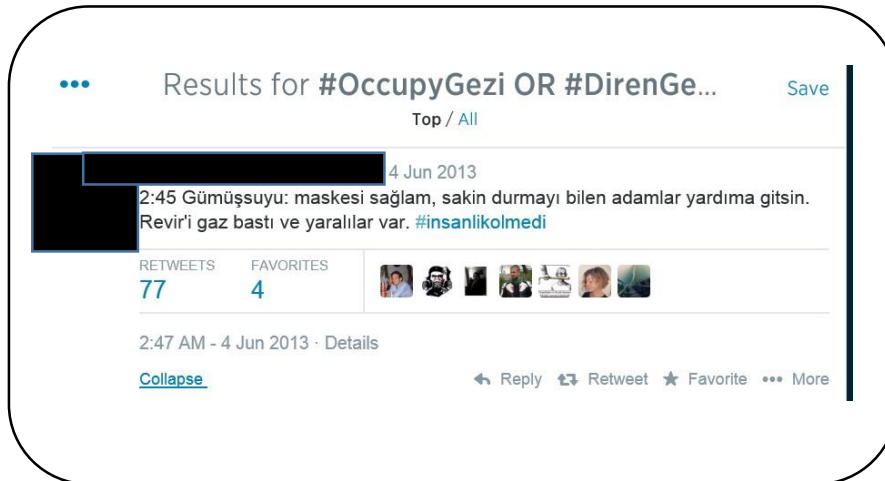 ••• Results for #OccupyGezi OR #DirenGe... Save
Top / All
4 Jun 2013
2:45 Gümüşsuyu: maskesi sağlam, sakin durmayı bilen adamlar yardıma gitsin.
Revir'i gaz bastı ve yaralılar var. #insanlikolmedi
RETWEETS FAVORITES
77 4
2:47 AM - 4 Jun 2013 · Details
Collapse Reply Retweet Favorite ••• More